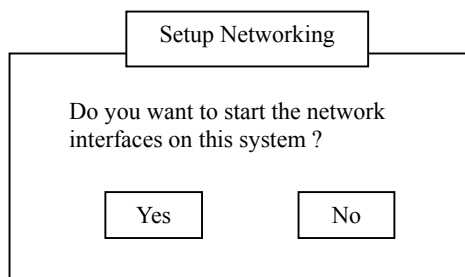 Setup Networking
Do you want to start the network
interfaces on this system ?
Yes
No